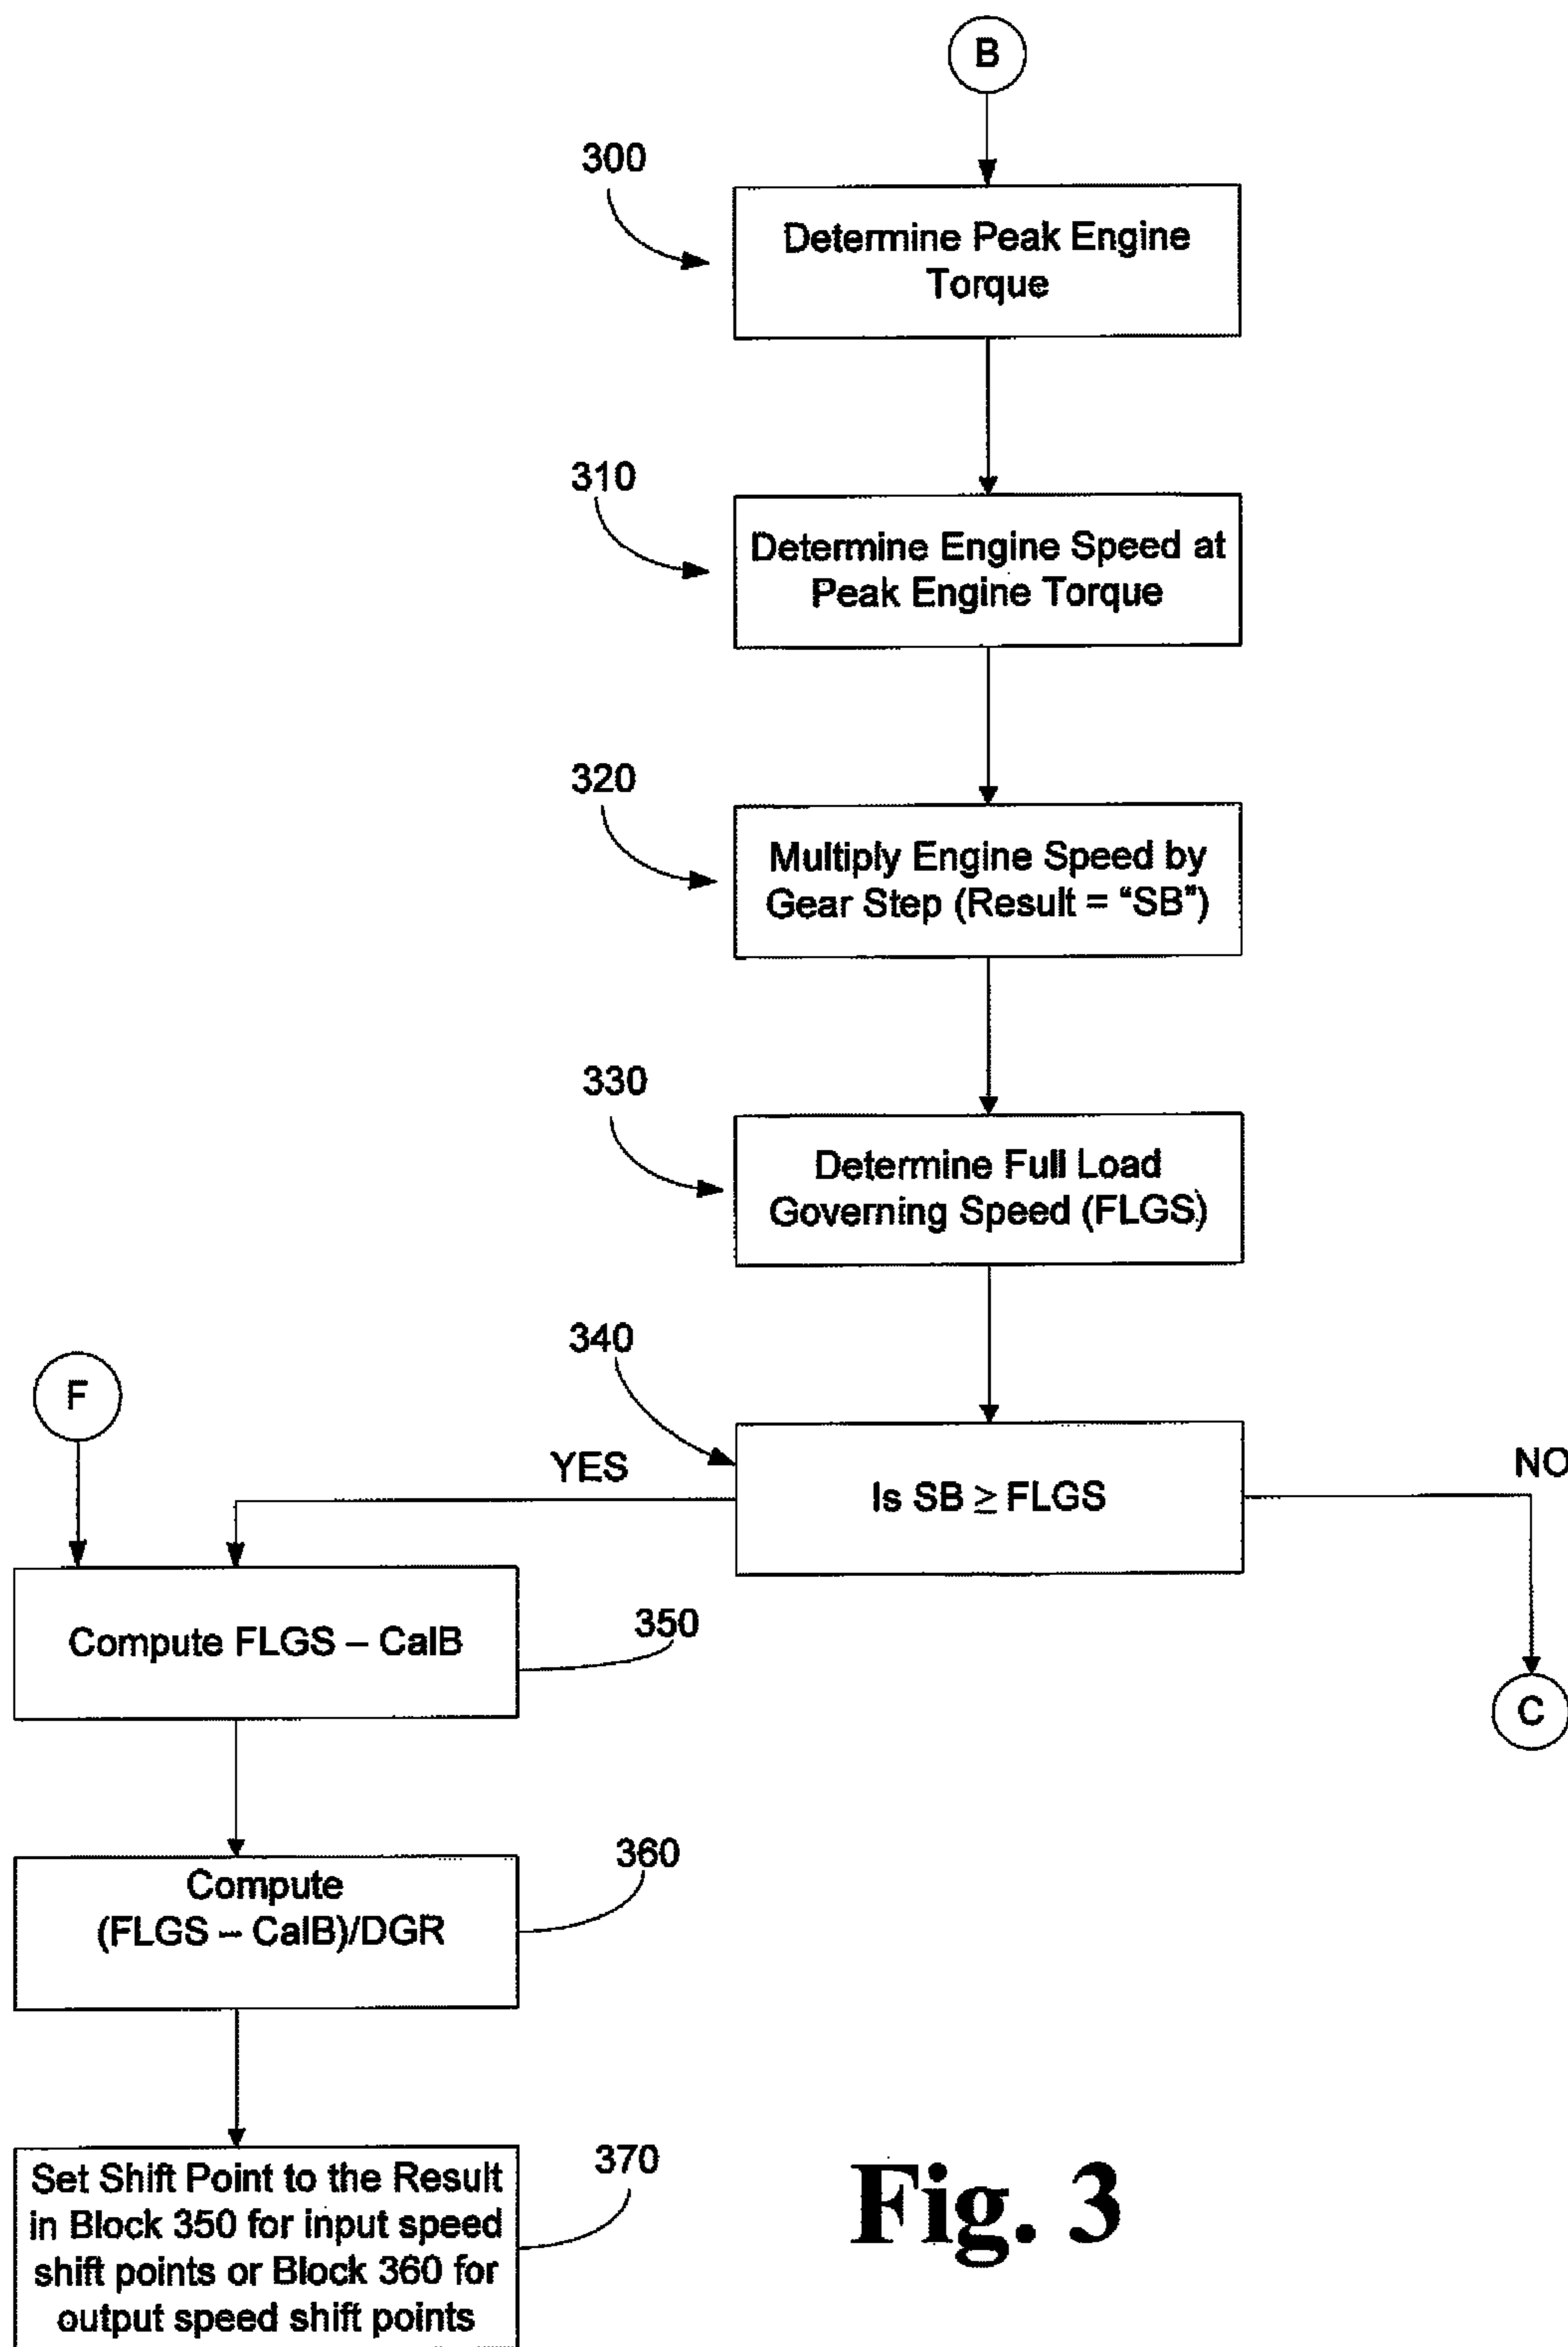 B
300
Determine Peak Engine
Torque
310
Determine Engine Speed at
Peak Engine Torque
320
Multiply Engine Speed by
Gear Step (Result = “SB”)
330
Determine Full Load
Governing Speed (FLGS)
340
F
YES
NO
Is SB ≥ FLGS
350
Compute FLGS – CalB
C
360
Compute
(FLGS – CalB)/DGR
370
Set Shift Point to the Result
in Block 350 for input speed
shift points or Block 360 for
output speed shift points
Fig. 3